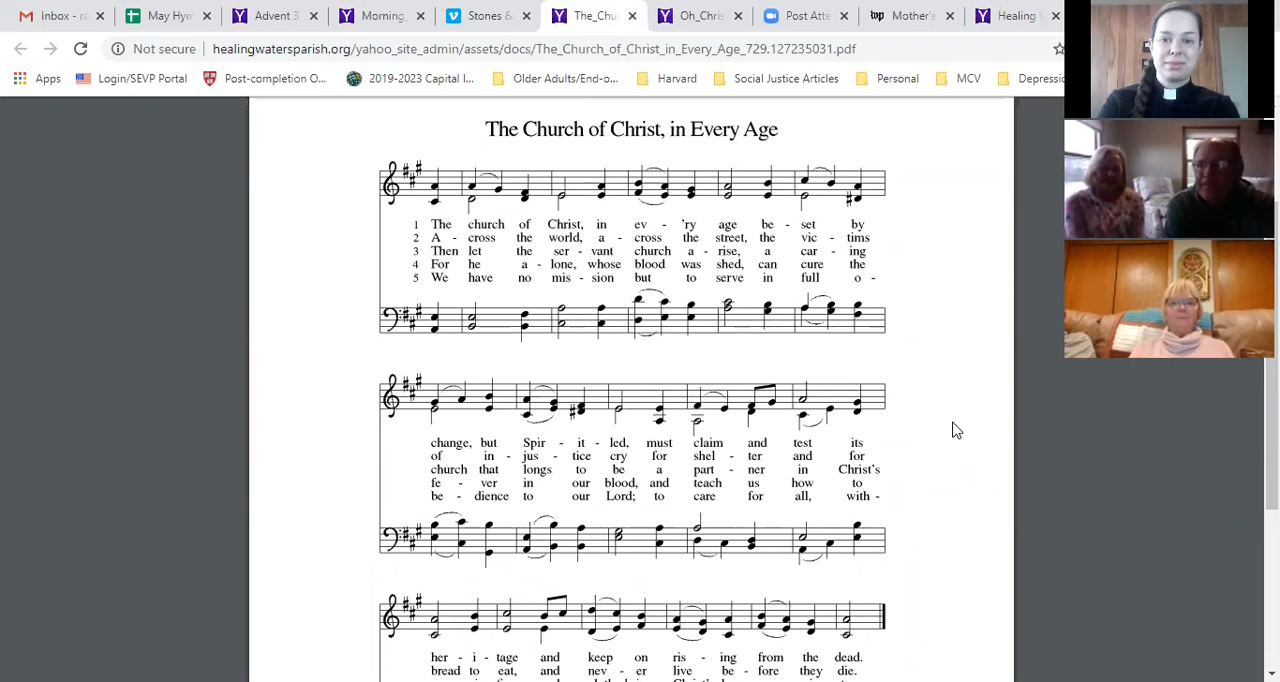 Inbox - ra
May Hym
Advent 3
Morning
Stones &
The_Chu
Oh_Chris
Post Atte
wp Mother's
Healing W
Not secure healingwatersparish.org/yahoo_site_admin/assets/docs/The_Church_of_Christ_in_Every_Age_729.127235031.pdf
Apps Login/SEVP Portal Post-completion O... 2019-2023 Capital I... Older Adults/End-o... Harvard Social Justice Articles Personal MCV Depressio
The Church of Christ, in Every Age
1 The church of Christ, in ev - 'ry age be - set by
2 A - cross the world, a - cross the street, the vic - tims
3 Then let the ser - vant church a - rise, a car - ing
4 For he a - lone, whose blood was shed, can cure the
5 We have no mis - sion but to serve in full o -
change, but Spir - it - led, must claim and test its
of in - jus - tice cry for shel - ter and for
church that longs to be a part - ner in Christ's
fe - ver in our blood, and teach us how to
be - dience to our Lord; to care for all, with -
her - i - tage and keep on ris - ing from the dead.
bread to eat, and nev - er live be - fore they die.